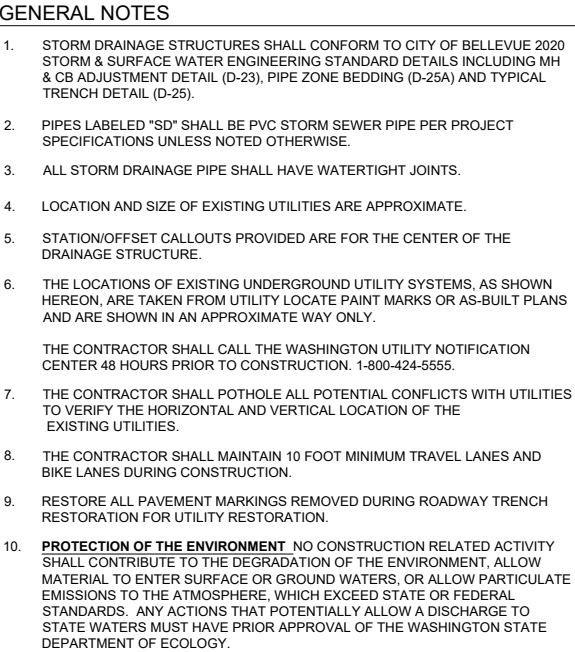 GENERAL NOTES
1. STORM DRAINAGE STRUCTURES SHALL CONFORM TO CITY OF BELLEVUE 2020
STORM & SURFACE WATER ENGINEERING STANDARD DETAILS INCLUDING MH
& CB ADJUSTMENT DETAIL (D-23), PIPE ZONE BEDDING (D-25A) AND TYPICAL
TRENCH DETAIL (D-25).
2. PIPES LABELED "SD" SHALL BE PVC STORM SEWER PIPE PER PROJECT
SPECIFICATIONS UNLESS NOTED OTHERWISE.
3. ALL STORM DRAINAGE PIPE SHALL HAVE WATERTIGHT JOINTS.
4. LOCATION AND SIZE OF EXISTING UTILITIES ARE APPROXIMATE.
5. STATION/OFFSET CALLOUTS PROVIDED ARE FOR THE CENTER OF THE
DRAINAGE STRUCTURE.
6. THE LOCATIONS OF EXISTING UNDERGROUND UTILITY SYSTEMS, AS SHOWN
HEREON, ARE TAKEN FROM UTILITY LOCATE PAINT MARKS OR AS-BUILT PLANS
AND ARE SHOWN IN AN APPROXIMATE WAY ONLY.
THE CONTRACTOR SHALL CALL THE WASHINGTON UTILITY NOTIFICATION
CENTER 48 HOURS PRIOR TO CONSTRUCTION. 1-800-424-5555.
7. THE CONTRACTOR SHALL POTHOLE ALL POTENTIAL CONFLICTS WITH UTILITIES
TO VERIFY THE HORIZONTAL AND VERTICAL LOCATION OF THE
EXISTING UTILITIES.
8. THE CONTRACTOR SHALL MAINTAIN 10 FOOT MINIMUM TRAVEL LANES AND
BIKE LANES DURING CONSTRUCTION.
9. RESTORE ALL PAVEMENT MARKINGS REMOVED DURING ROADWAY TRENCH
RESTORATION FOR UTILITY RESTORATION.
10. PROTECTION OF THE ENVIRONMENT NO CONSTRUCTION RELATED ACTIVITY
SHALL CONTRIBUTE TO THE DEGRADATION OF THE ENVIRONMENT, ALLOW
MATERIAL TO ENTER SURFACE OR GROUND WATERS, OR ALLOW PARTICULATE
EMISSIONS TO THE ATMOSPHERE, WHICH EXCEED STATE OR FEDERAL
STANDARDS. ANY ACTIONS THAT POTENTIALLY ALLOW A DISCHARGE TO
STATE WATERS MUST HAVE PRIOR APPROVAL OF THE WASHINGTON STATE
DEPARTMENT OF ECOLOGY.